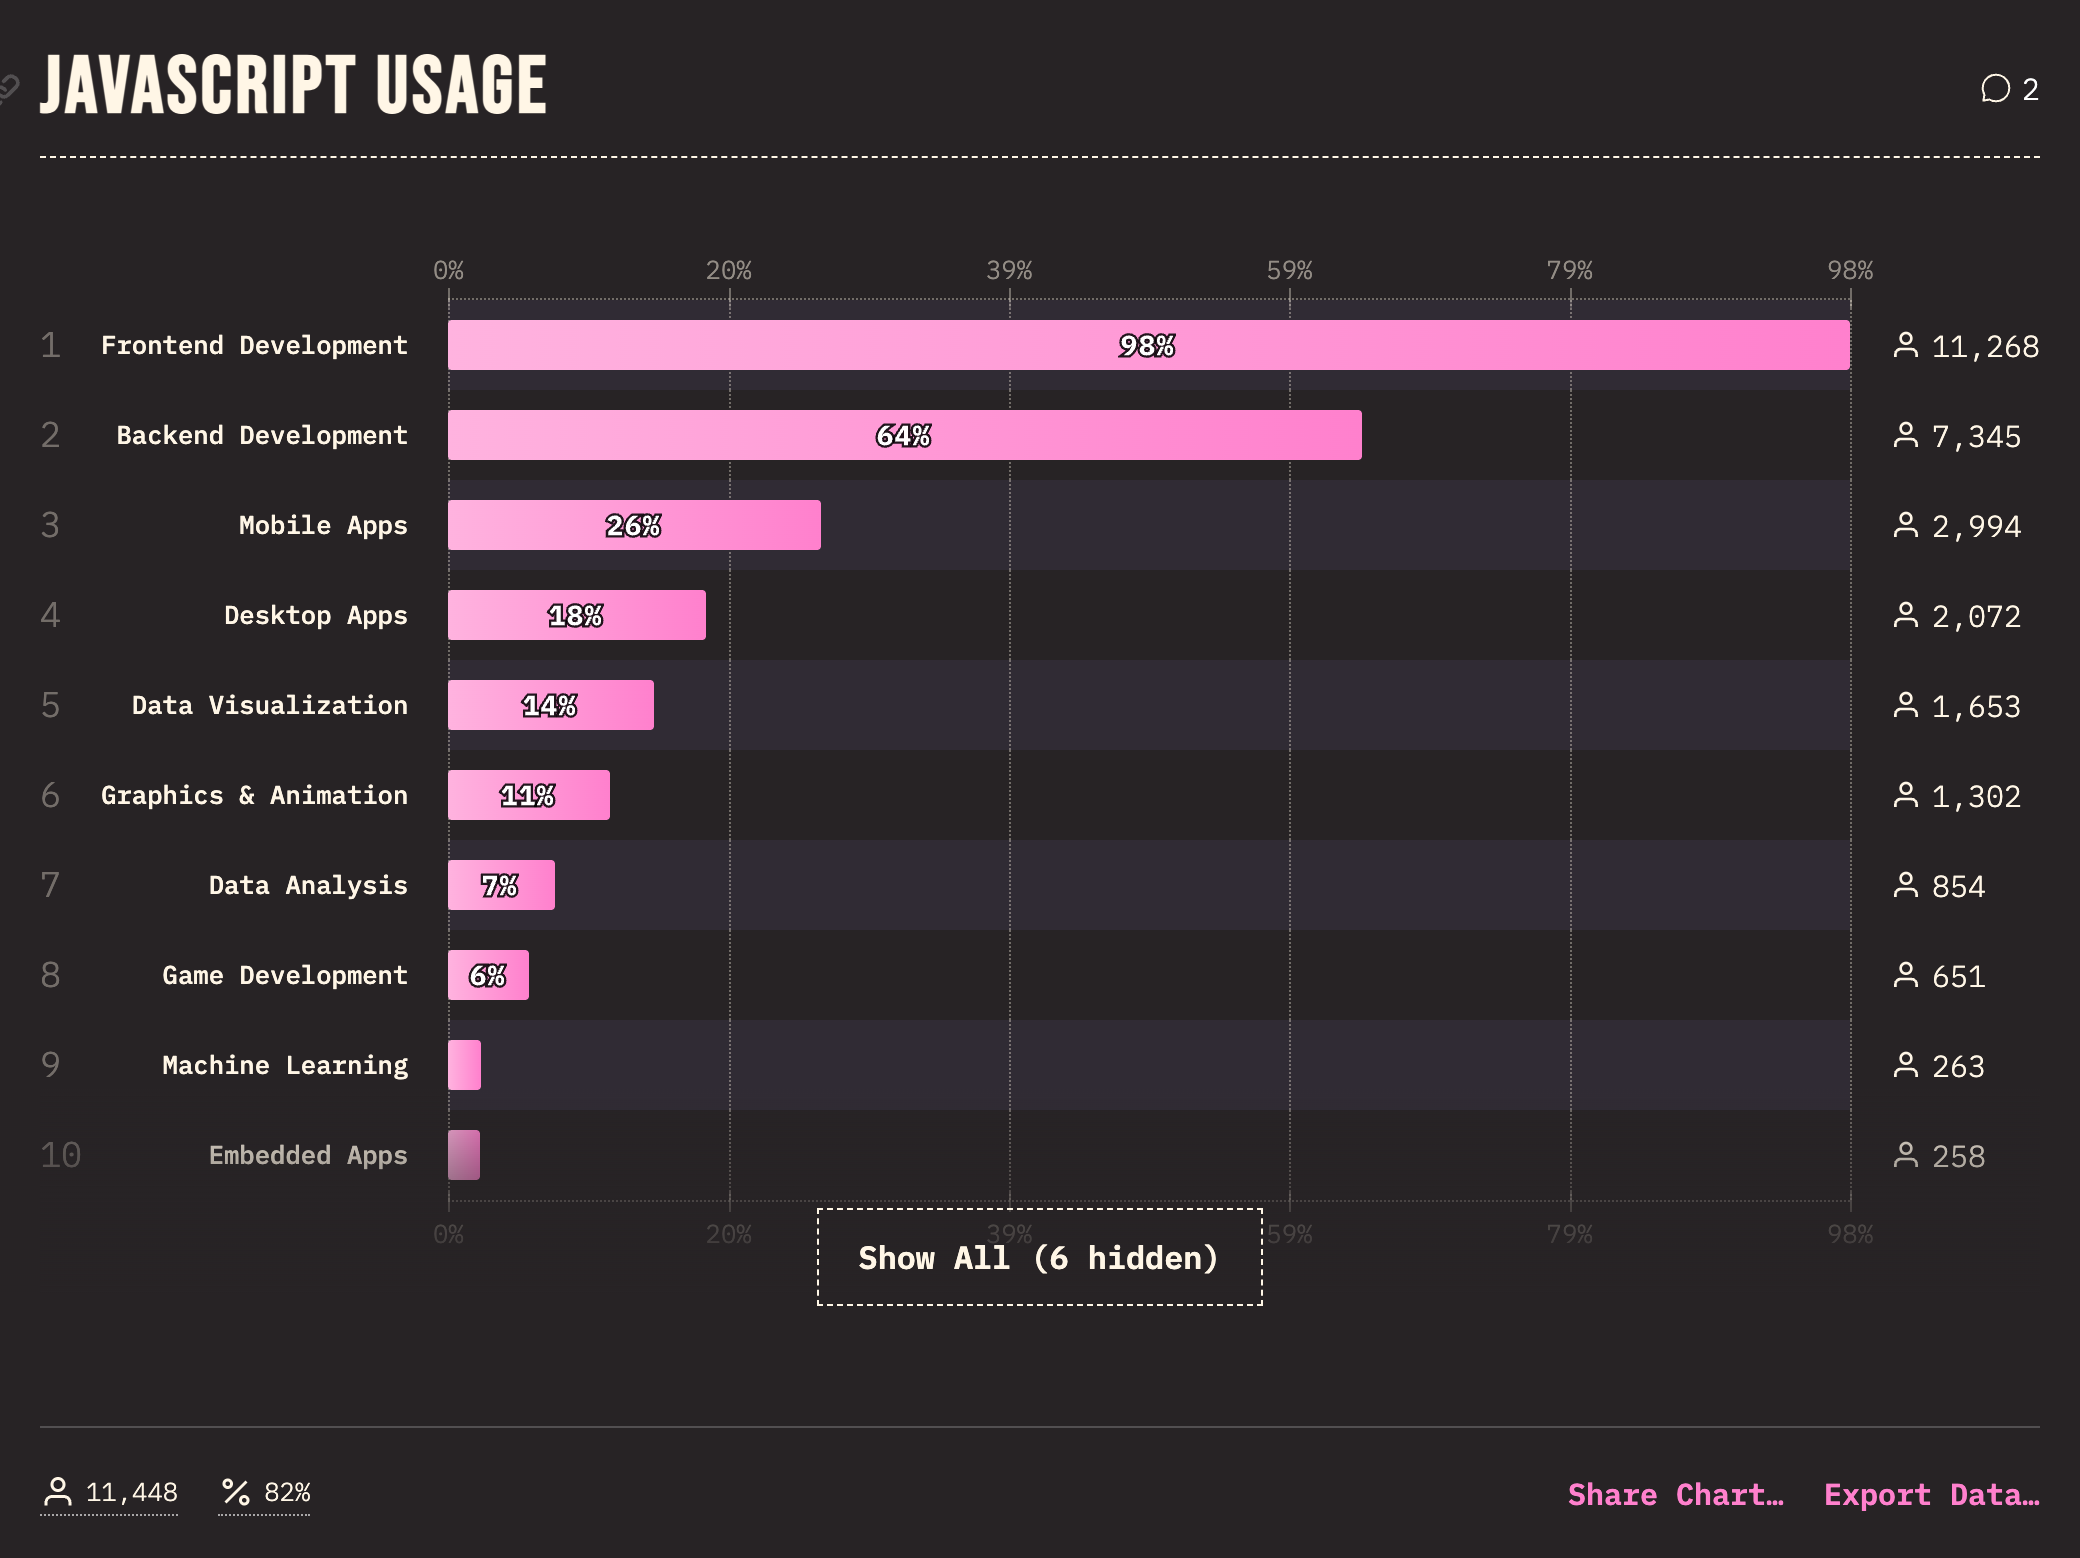 JAVASCRIPT USAGE
2
0% 20% 39% 59% 79% 98%
1 Frontend Development 98% 11,268
2 Backend Development 64% 7,345
3 Mobile Apps 26% 2,994
4 Desktop Apps 18% 2,072
5 Data Visualization 14% 1,653
6 Graphics & Animation 11% 1,302
7 Data Analysis 7% 854
8 Game Development 6% 651
9 Machine Learning 263
10 Embedded Apps 258
0% 20% 39% 59% 79% 98%
Show All (6 hidden)
11,448 % 82% Share Chart… Export Data…